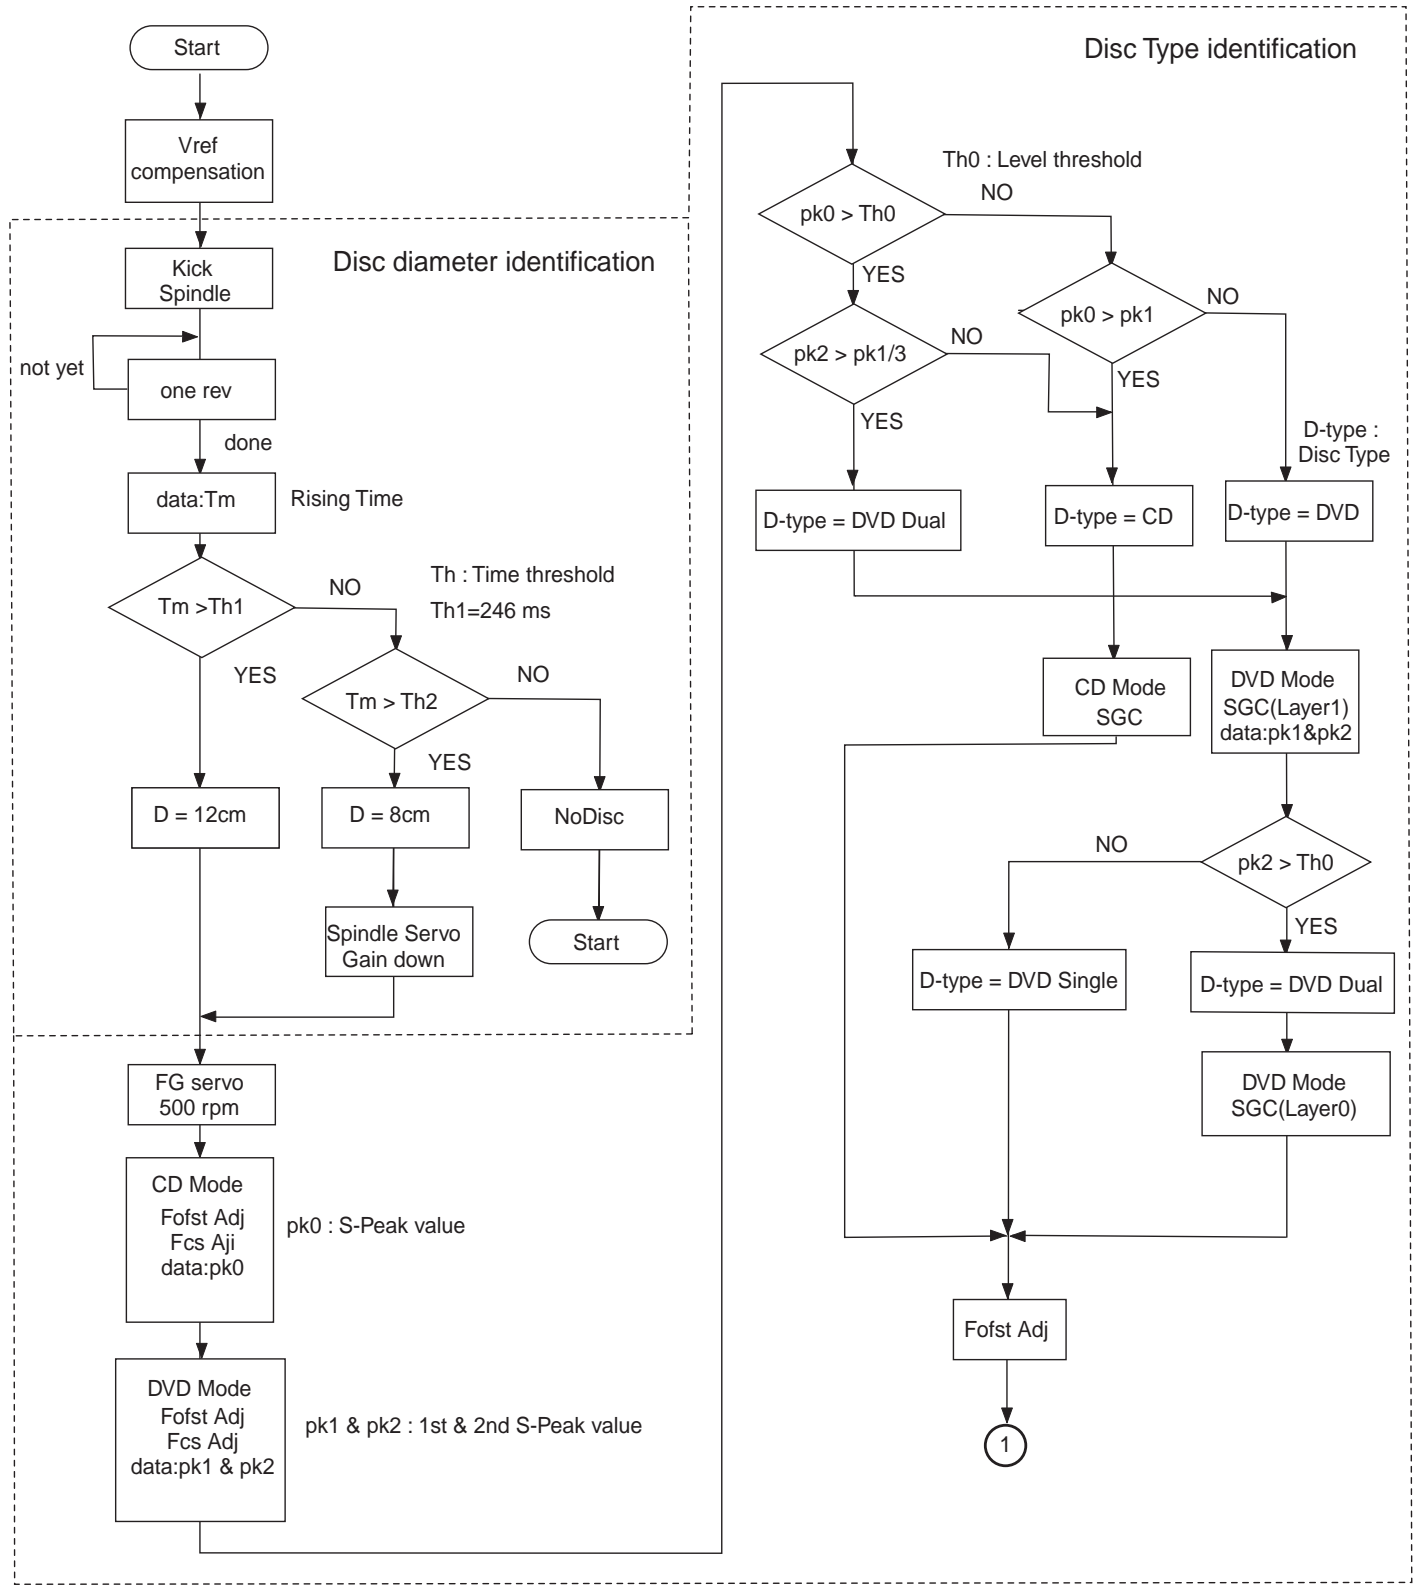 Start
Vref
compensation
Disc diameter identification
Kick
Spindle
not yet
one rev
done
data:Tm
Rising Time
Tm >Th1
NO
Th : Time threshold
Th1=246 ms
YES
Tm > Th2
NO
YES
D = 12cm
D = 8cm
NoDisc
Spindle Servo
Gain down
Start
FG servo
500 rpm
CD Mode
Fofst Adj
Fcs Aji
data:pk0
pk0 : S-Peak value
DVD Mode
Fofst Adj
Fcs Adj
data:pk1 & pk2
pk1 & pk2 : 1st & 2nd S-Peak value
Disc Type identification
Th0 : Level threshold
pk0 > Th0
NO
YES
pk0 > pk1
NO
pk2 > pk1/3
NO
YES
YES
D-type :
Disc Type
D-type = DVD Dual
D-type = CD
D-type = DVD
CD Mode
SGC
DVD Mode
SGC(Layer1)
data:pk1&pk2
pk2 > Th0
NO
YES
D-type = DVD Single
D-type = DVD Dual
DVD Mode
SGC(Layer0)
Fofst Adj
1